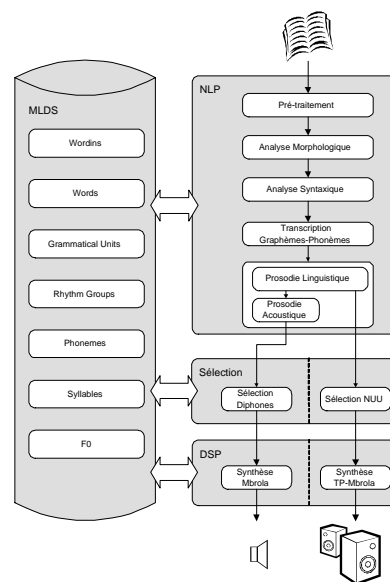 MLDS
Wordins
Words
Grammatical Units
Rhythm Groups
Phonemes
Syllables
F0
NLP
Pré-traitement
Analyse Morphologique
Analyse Syntaxique
Transcription
Graphèmes-Phonèmes
Prosodie Linguistique
Prosodie
Acoustique
Sélection
Sélection
Diphones
Sélection NUU
DSP
Synthèse
Mbrola
Synthèse
TP-Mbrola